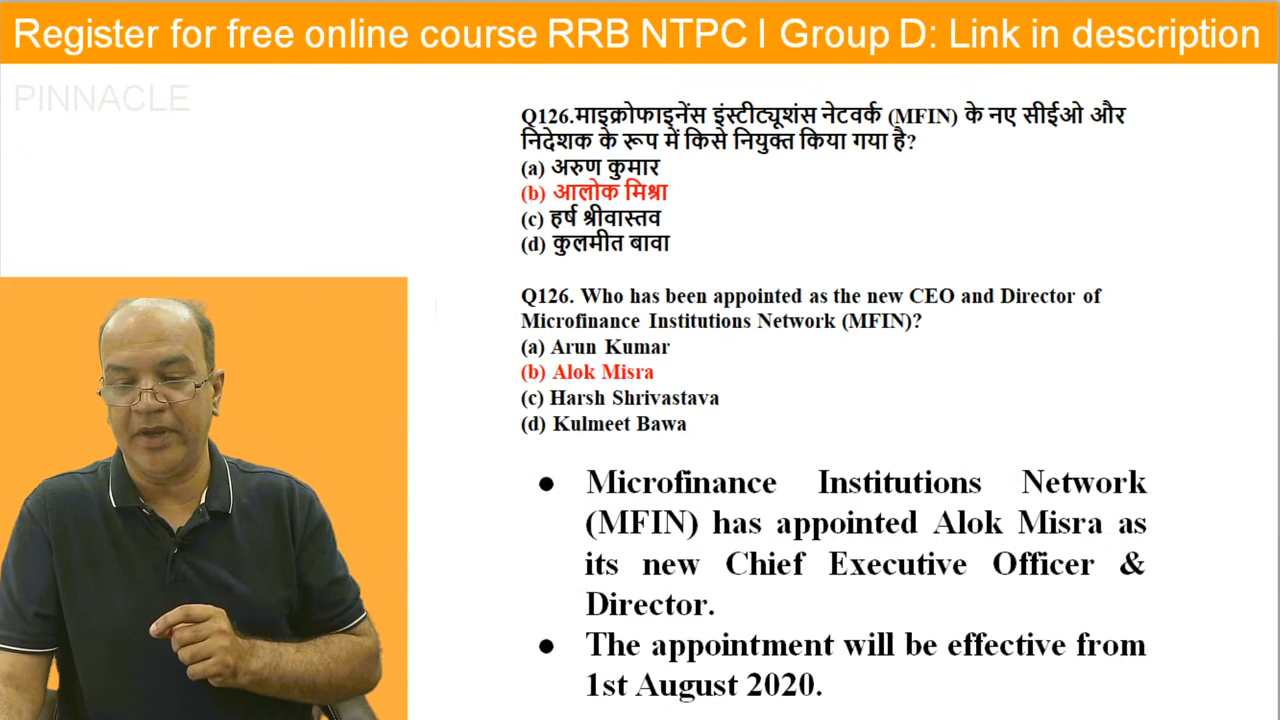 Register for free online course RRB NTPC I Group D: Link in description
PINNACLE
Q126.माइक्रोफाइनेंस इंस्टीट्यूशंस नेटवर्क (MFIN) के नए सीईओ और
निदेशक के रूप में किसे नियुक्त किया गया है?
(a) अरुण कुमार
(b) आलोक मिश्रा
(c) हर्ष श्रीवास्तव
(d) कुलमीत बावा
Q126. Who has been appointed as the new CEO and Director of
Microfinance Institutions Network (MFIN)?
(a) Arun Kumar
(b) Alok Misra
(c) Harsh Shrivastava
(d) Kulmeet Bawa
● Microfinance Institutions Network
(MFIN) has appointed Alok Misra as
its new Chief Executive Officer &
Director.
● The appointment will be effective from
1st August 2020.